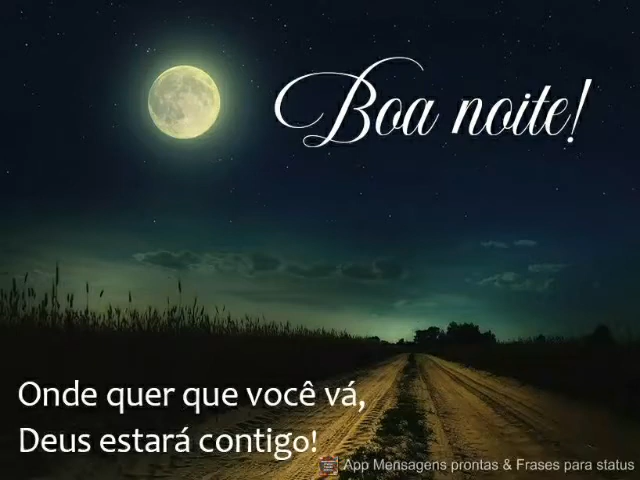 Boa noite!
Onde quer que você vá,
Deus estará contigo!
App Mensagens prontas & Frases para status